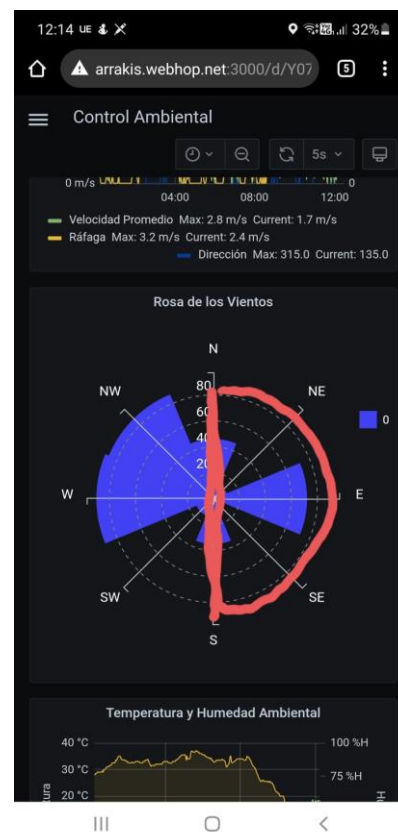 12:14 UE 32%
arrakis.webhop.net:3000/d/Y07 5
Control Ambiental
5s
0 m/s 0
04:00 08:00 12:00
Velocidad Promedio Max: 2.8 m/s Current: 1.7 m/s
Ráfaga Max: 3.2 m/s Current: 2.4 m/s
Dirección Max: 315.0 Current: 135.0
Rosa de los Vientos
N
NW 80 NE
60
0
40
20
W E
SW SE
S
Temperatura y Humedad Ambiental
40 °C 100 %H
30 °C
75 %H
20 °C